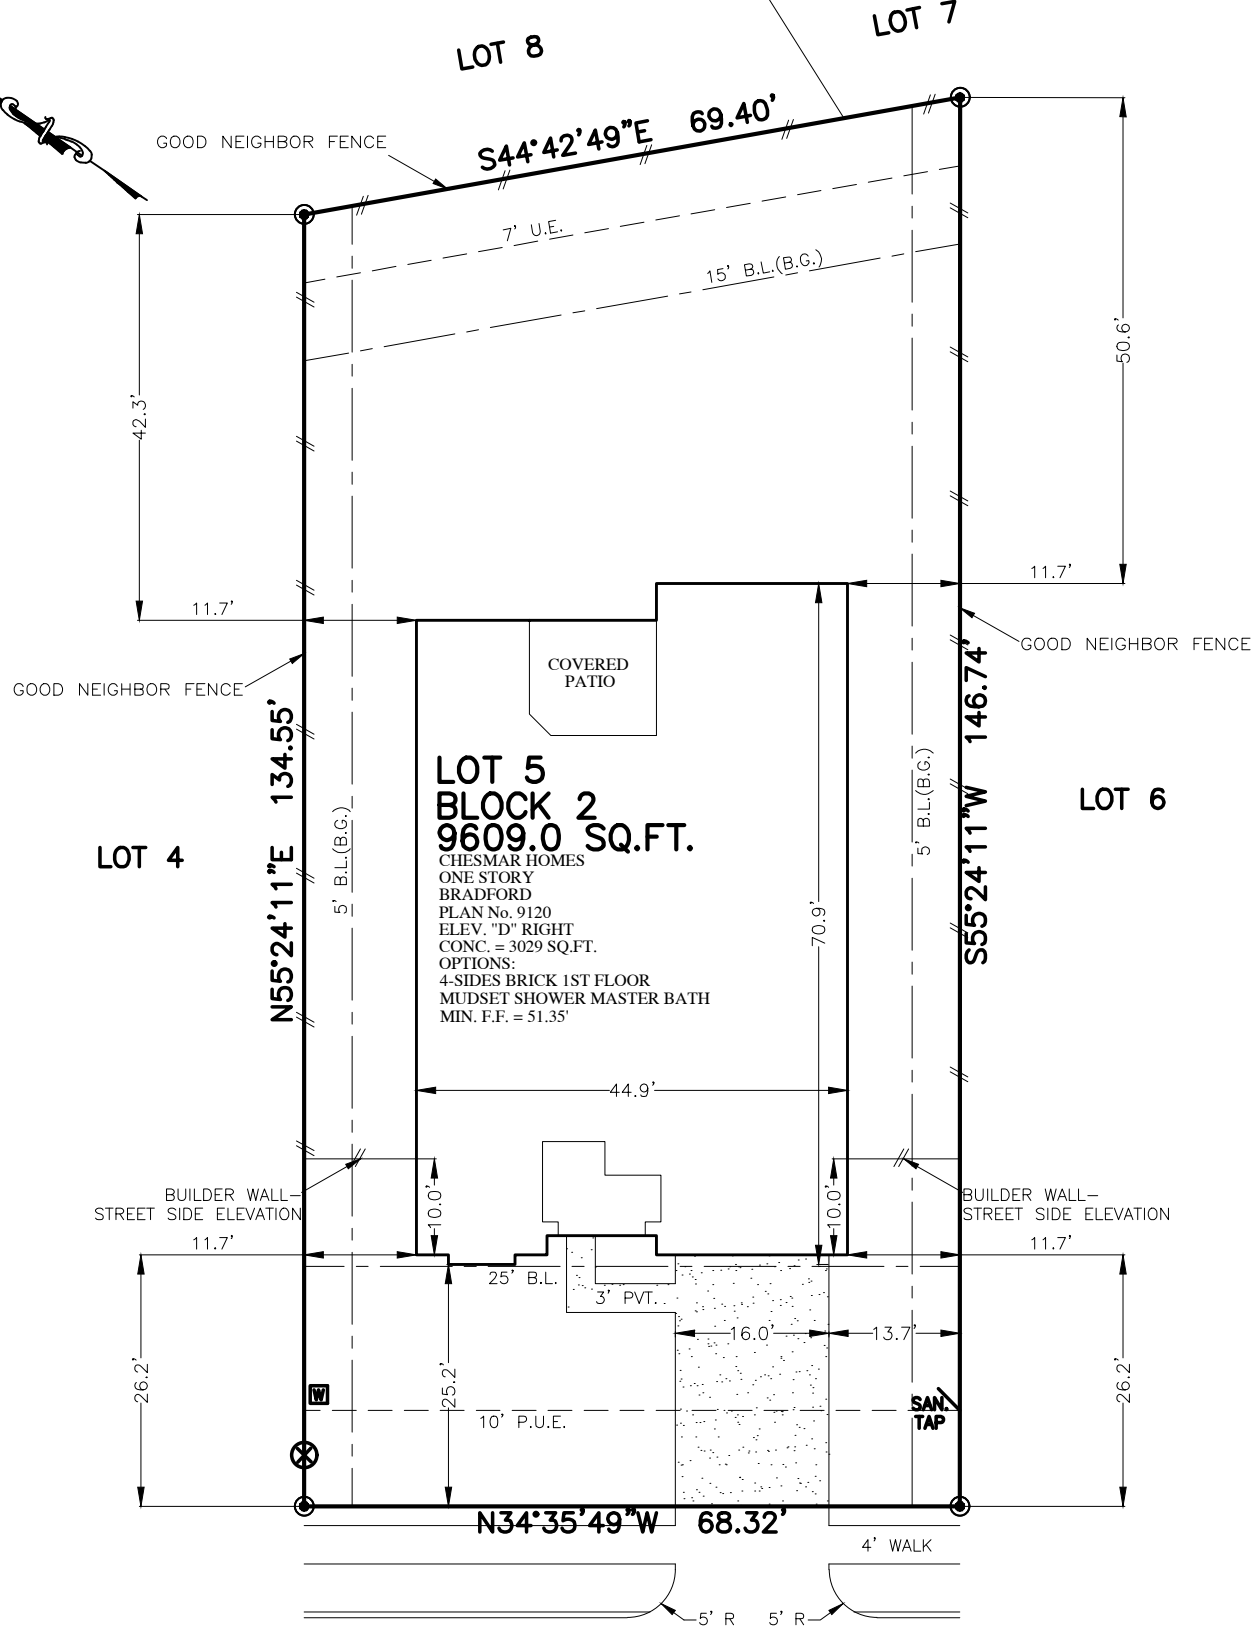 LOT 7
LOT 8
S44°42'49"E 69.40'
GOOD NEIGHBOR FENCE
7' U.E.
15' B.L.(B.G.)
50.6'
42.3'
11.7'
11.7'
GOOD NEIGHBOR FENCE
GOOD NEIGHBOR FENCE
COVERED
PATIO
N55°24'11"E 134.55'
S55°24'11"W 146.74'
5' B.L.(B.G.)
5' B.L.(B.G.)
LOT 5
BLOCK 2
9609.0 SQ.FT.
CHESMAR HOMES
ONE STORY
BRADFORD
PLAN No. 9120
ELEV. "D" RIGHT
CONC. = 3029 SQ.FT.
OPTIONS:
4-SIDES BRICK 1ST FLOOR
MUDSET SHOWER MASTER BATH
MIN. F.F. = 51.35'
LOT 4
LOT 6
70.9'
44.9'
BUILDER WALL-
STREET SIDE ELEVATION
10.0'
10.0'
BUILDER WALL-
STREET SIDE ELEVATION
11.7'
11.7'
25' B.L.
3' PVT.
16.0'
13.7'
26.2'
25.2'
26.2'
W
SAN.
TAP
10' P.U.E.
N34°35'49"W 68.32'
4' WALK
5' R
5' R